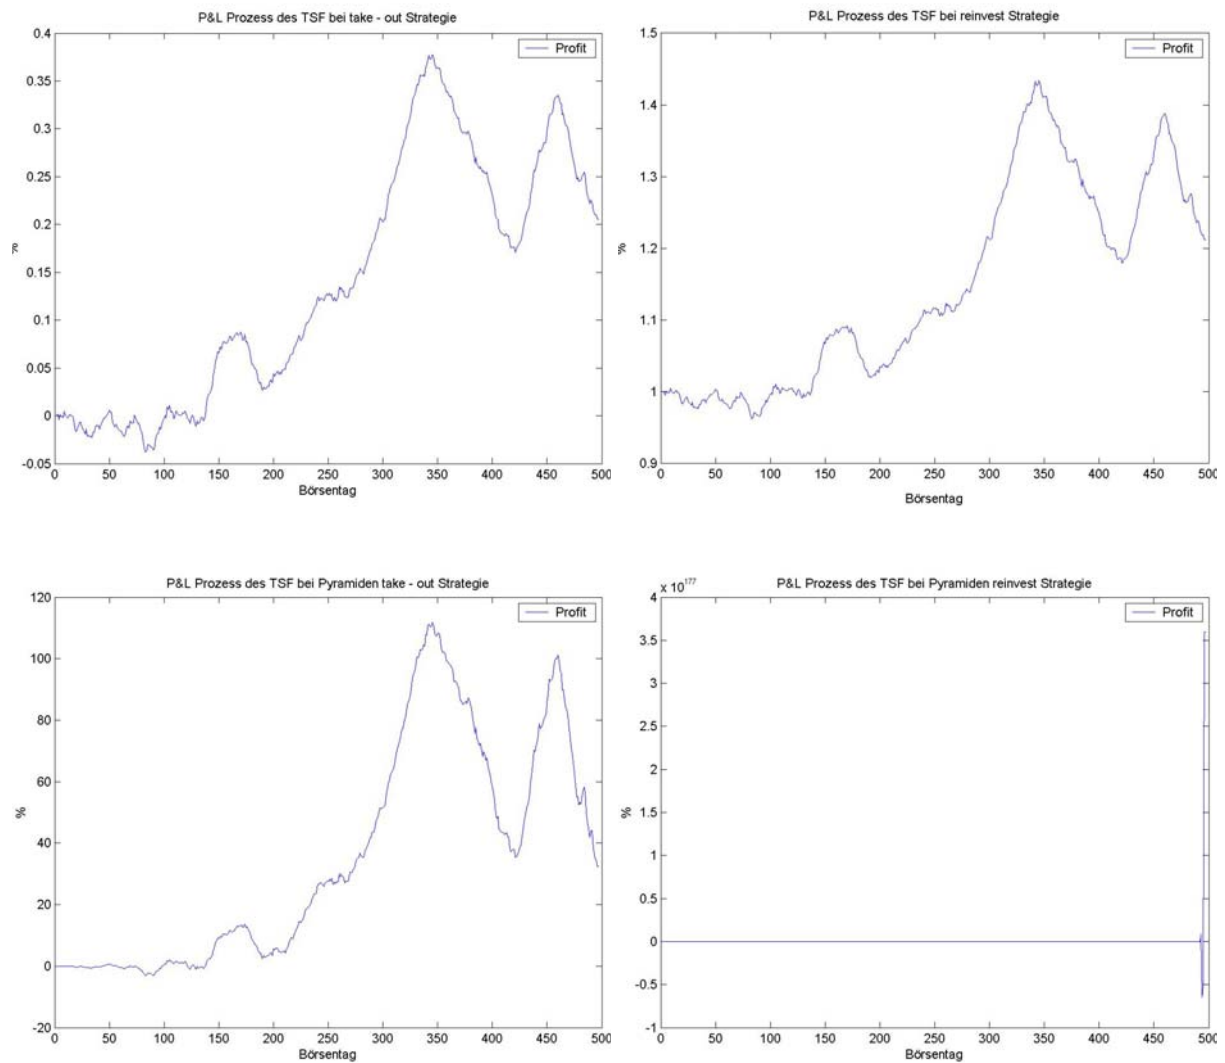 P&L Prozess des TSF bei take - out Strategie
Profit
0.4
0.35
0.3
0.25
0.2
0.15
0.1
0.05
0
-0.05
%
0 50 100 150 200 250 300 350 400 450 500
Börsentag
P&L Prozess des TSF bei reinvest Strategie
Profit
1.5
1.4
1.3
1.2
1.1
1
0.9
%
0 50 100 150 200 250 300 350 400 450 500
Börsentag
P&L Prozess des TSF bei Pyramiden take - out Strategie
Profit
120
100
80
60
40
20
0
-20
%
0 50 100 150 200 250 300 350 400 450 500
Börsentag
P&L Prozess des TSF bei Pyramiden reinvest Strategie
x 10¹⁷⁷
Profit
4
3.5
3
2.5
2
1.5
1
0.5
0
-0.5
-1
%
0 50 100 150 200 250 300 350 400 450 500
Börsentag